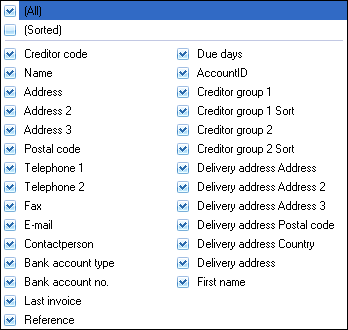 (All)
(Sorted)
Creditor code
Name
Address
Address 2
Address 3
Postal code
Telephone 1
Telephone 2
Fax
E-mail
Contactperson
Bank account type
Bank account no.
Last invoice
Reference
Due days
AccountID
Creditor group 1
Creditor group 1 Sort
Creditor group 2
Creditor group 2 Sort
Delivery address Address
Delivery address Address 2
Delivery address Address 3
Delivery address Postal code
Delivery address Country
Delivery address
First name